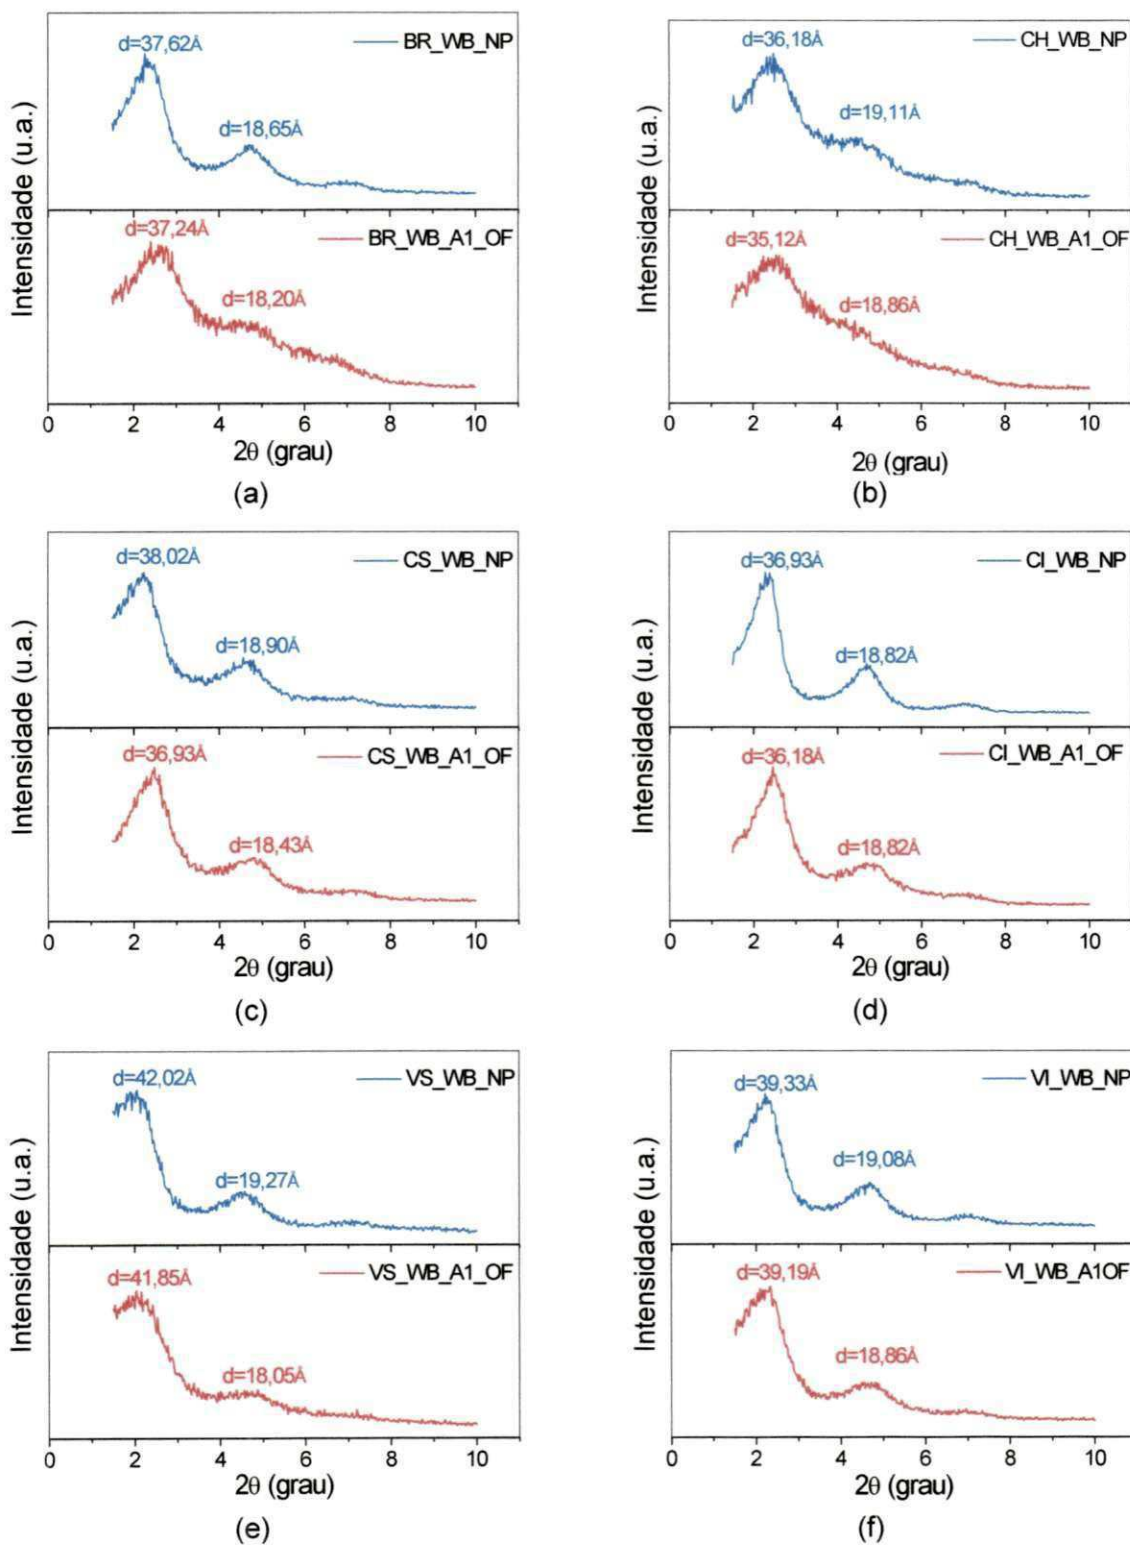 d=37,62Å
BR_WB_NP
d=18,65Å
d=37,24Å
BR_WB_A1_OF
d=18,20Å
Intensidade (u.a.)
0 2 4 6 8 10
2θ (grau)
(a)
d=36,18Å
CH_WB_NP
d=19,11Å
d=35,12Å
CH_WB_A1_OF
d=18,86Å
Intensidade (u.a.)
0 2 4 6 8 10
2θ (grau)
(b)
d=38,02Å
CS_WB_NP
d=18,90Å
d=36,93Å
CS_WB_A1_OF
d=18,43Å
Intensidade (u.a.)
0 2 4 6 8 10
2θ (grau)
(c)
d=36,93Å
CI_WB_NP
d=18,82Å
d=36,18Å
CI_WB_A1_OF
d=18,82Å
Intensidade (u.a.)
0 2 4 6 8 10
2θ (grau)
(d)
d=42,02Å
VS_WB_NP
d=19,27Å
d=41,85Å
VS_WB_A1_OF
d=18,05Å
Intensidade (u.a.)
0 2 4 6 8 10
2θ (grau)
(e)
d=39,33Å
VI_WB_NP
d=19,08Å
d=39,19Å
VI_WB_A1OF
d=18,86Å
Intensidade (u.a.)
0 2 4 6 8 10
2θ (grau)
(f)